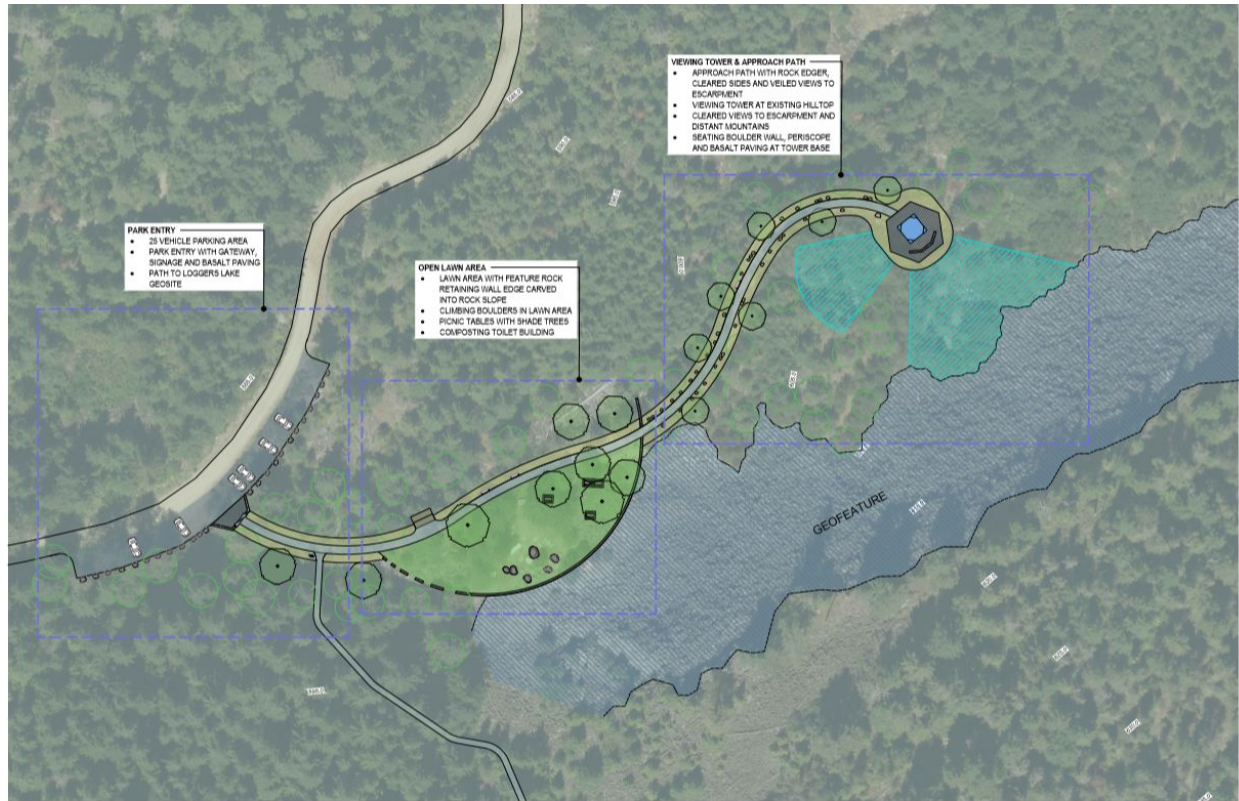 VIEWING TOWER & APPROACH PATH
• APPROACH PATH WITH ROCK EDGER,
CLEARED SIDES AND VEILED VIEWS TO
ESCARPMENT
• VIEWING TOWER AT EXISTING HILLTOP
• CLEARED VIEWS TO ESCARPMENT AND
DISTANT MOUNTAINS
• SEATING BOULDER WALL, PERISCOPE
AND BASALT PAVING AT TOWER BASE
PARK ENTRY
• 25 VEHICLE PARKING AREA
• PARK ENTRY WITH GATEWAY,
SIGNAGE AND BASALT PAVING
• PATH TO LOGGERS LAKE
GEOSITE
OPEN LAWN AREA
• LAWN AREA WITH FEATURE ROCK
RETAINING WALL EDGE CARVED
INTO ROCK SLOPE
• CLIMBING BOULDERS IN LAWN AREA
• PICNIC TABLES WITH SHADE TREES
• COMPOSTING TOILET BUILDING
GEOFEATURE